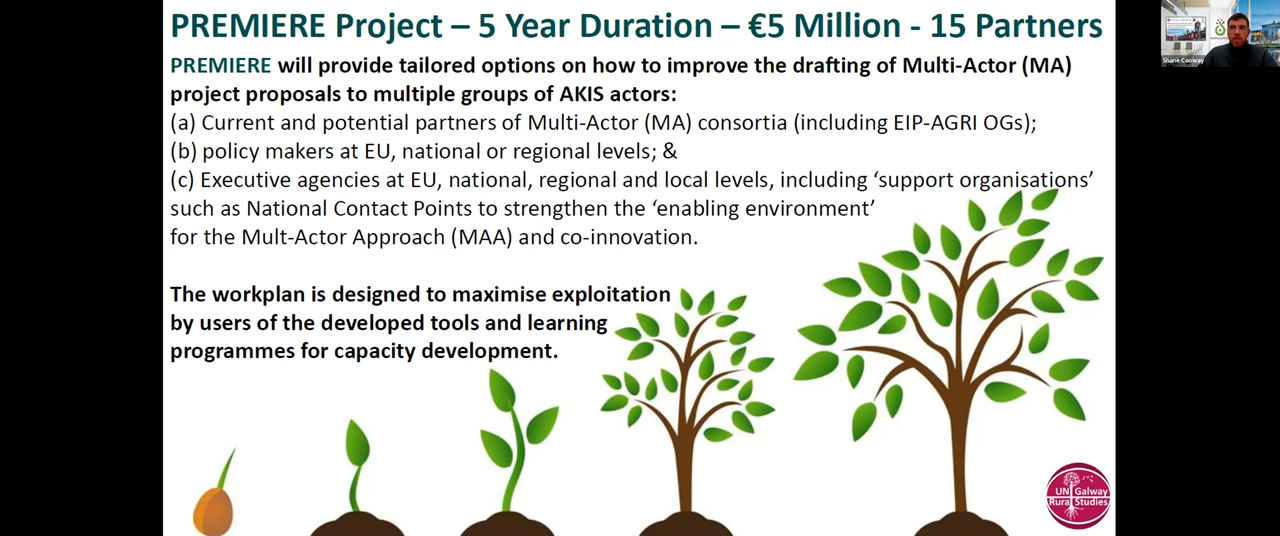 PREMIERE Project – 5 Year Duration – €5 Million - 15 Partners
PREMIERE will provide tailored options on how to improve the drafting of Multi-Actor (MA)
project proposals to multiple groups of AKIS actors:
(a) Current and potential partners of Multi-Actor (MA) consortia (including EIP-AGRI OGs);
(b) policy makers at EU, national or regional levels; &
(c) Executive agencies at EU, national, regional and local levels, including ‘support organisations’
such as National Contact Points to strengthen the ‘enabling environment’
for the Mult-Actor Approach (MAA) and co-innovation.
The workplan is designed to maximise exploitation
by users of the developed tools and learning
programmes for capacity development.
UNI Galway
Rural Studies
Shane Conway